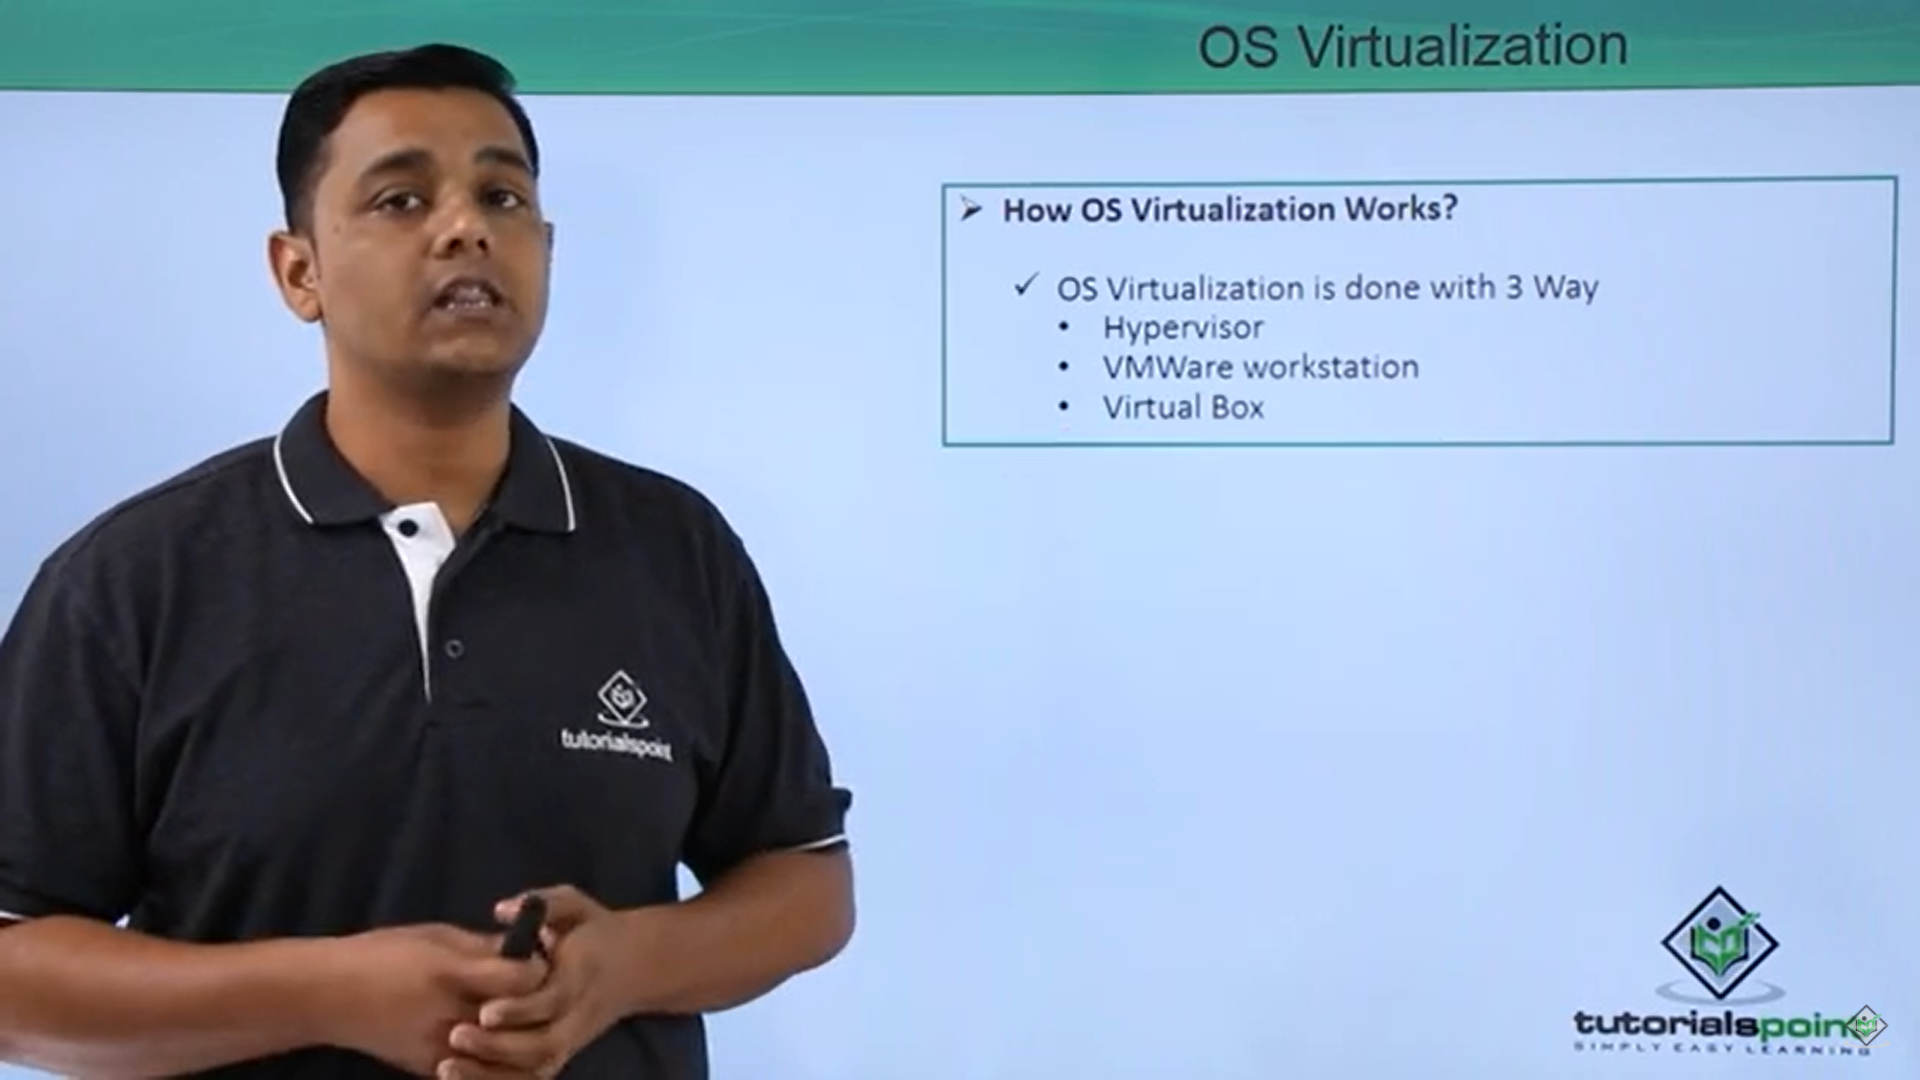 OS Virtualization
➢ How OS Virtualization Works?
✓ OS Virtualization is done with 3 Way
• Hypervisor
• VMWare workstation
• Virtual Box
tutorialspoint
tutorialspoin
SIMPLY EASY LEARNING